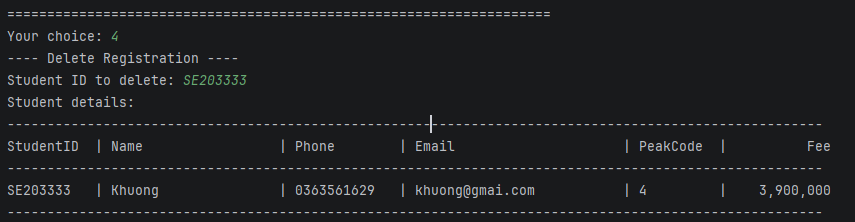 ====================================================================
Your choice: 4
---- Delete Registration ----
Student ID to delete: SE203333
Student details:
------------------------------------------------------------------------------------------------------
StudentID  | Name                 | Phone        | Email                     | PeakCode  |          Fee
------------------------------------------------------------------------------------------------------
SE203333   | Khuong               | 0363561629   | khuong@gmai.com           | 4         |    3,900,000
------------------------------------------------------------------------------------------------------